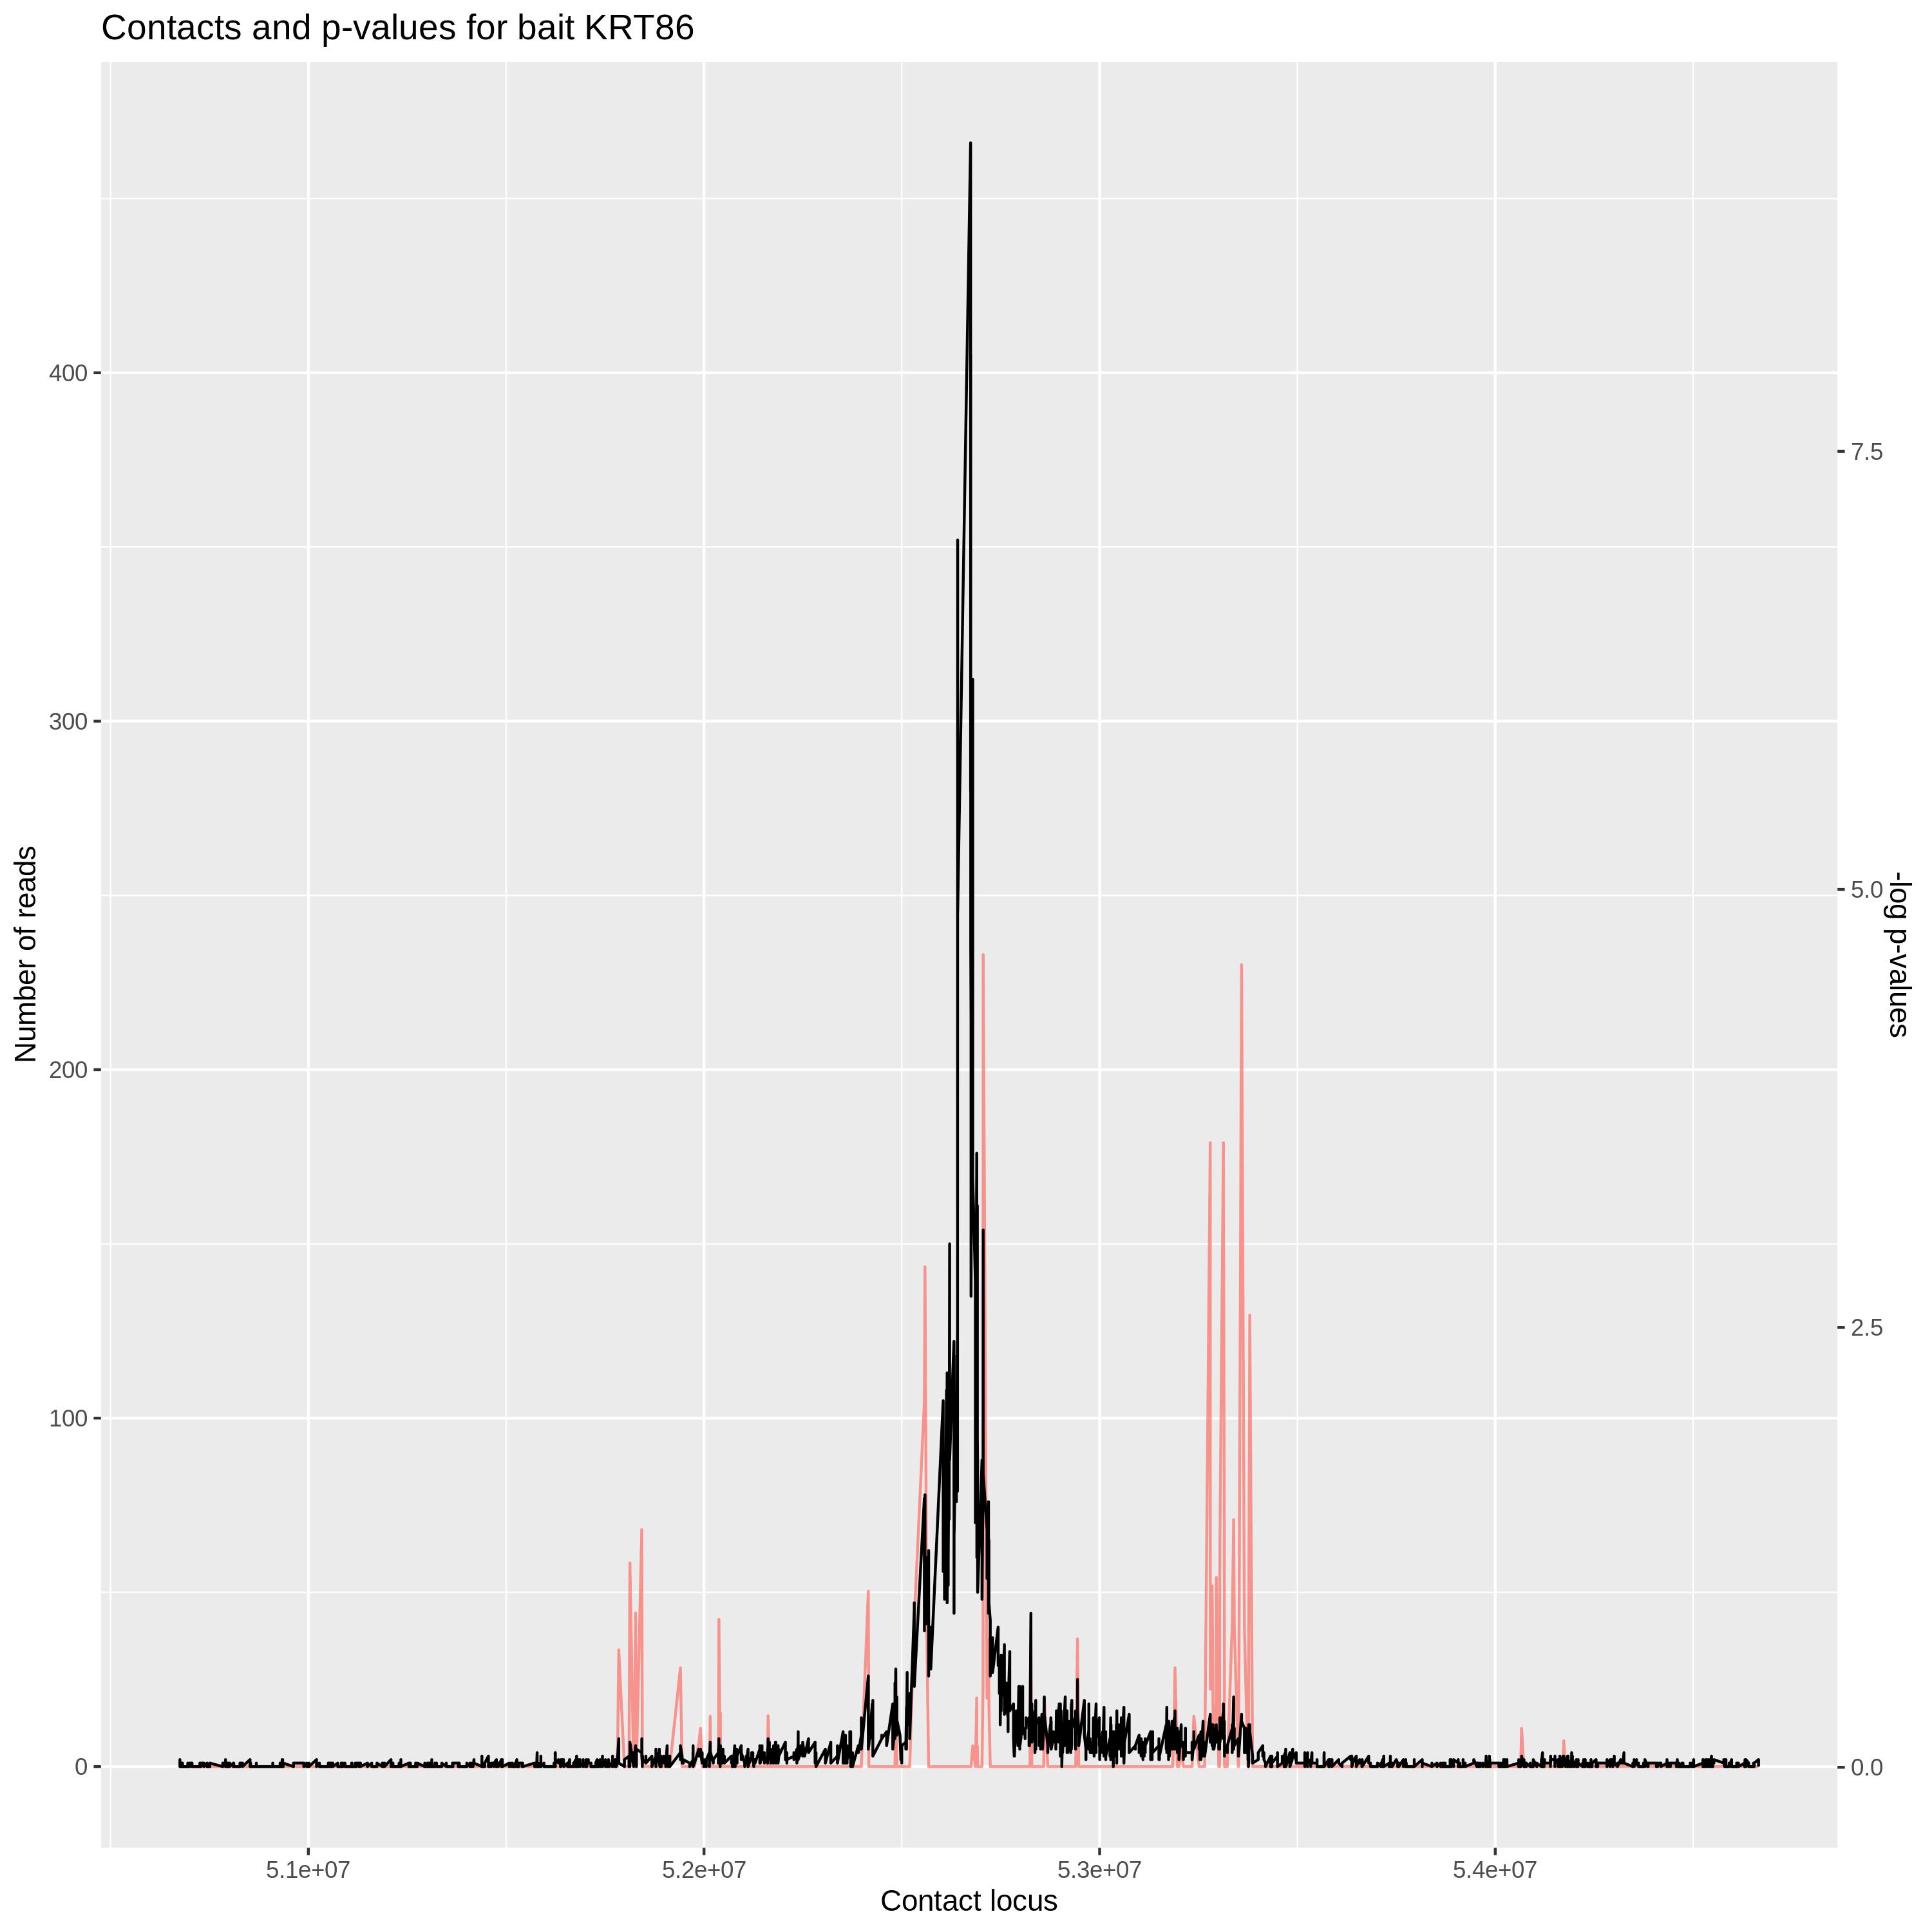 Contacts and p-values for bait KRT86
Number of reads
400
300
200
100
0
7.5
5.0
2.5
0.0
-log p-values
5.1e+07
5.2e+07
5.3e+07
5.4e+07
Contact locus